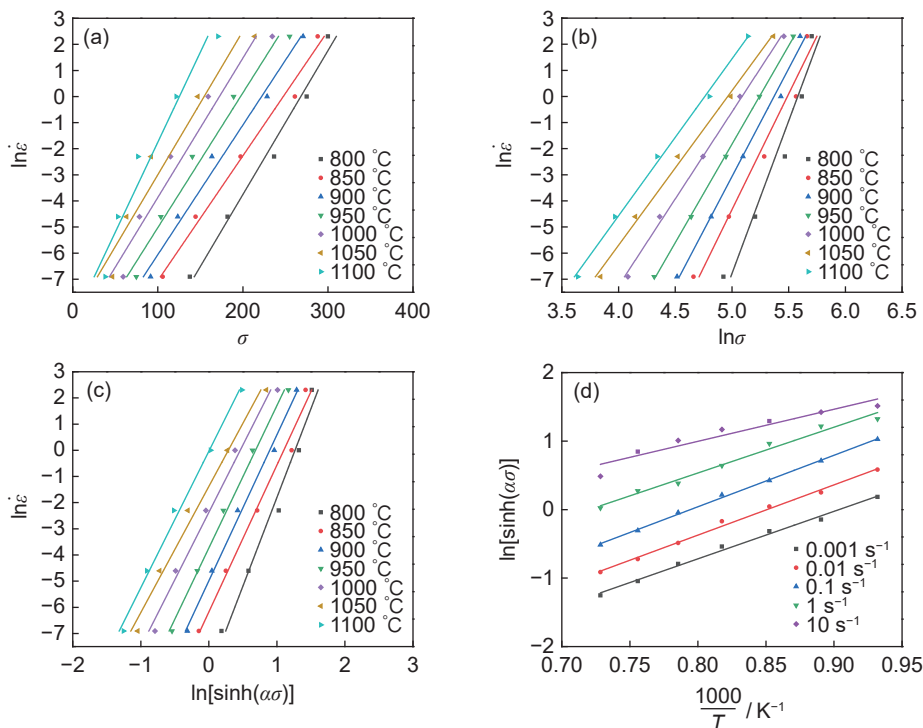 (a)
3
2
1
0
−1
−2
−3
−4
−5
−6
−7
lnε̇
0
100
200
300
400
σ
800 °C
850 °C
900 °C
950 °C
1000 °C
1050 °C
1100 °C
(b)
3
2
1
0
−1
−2
−3
−4
−5
−6
−7
lnε̇
3.5
4.0
4.5
5.0
5.5
6.0
6.5
lnσ
800 °C
850 °C
900 °C
950 °C
1000 °C
1050 °C
1100 °C
(c)
3
2
1
0
−1
−2
−3
−4
−5
−6
−7
lnε̇
−2
−1
0
1
2
3
ln[sinh(ασ)]
800 °C
850 °C
900 °C
950 °C
1000 °C
1050 °C
1100 °C
(d)
2
1
0
−1
−2
ln[sinh(ασ)]
0.70
0.75
0.80
0.85
0.90
0.95
1000
T / K⁻¹
0.001 s⁻¹
0.01 s⁻¹
0.1 s⁻¹
1 s⁻¹
10 s⁻¹